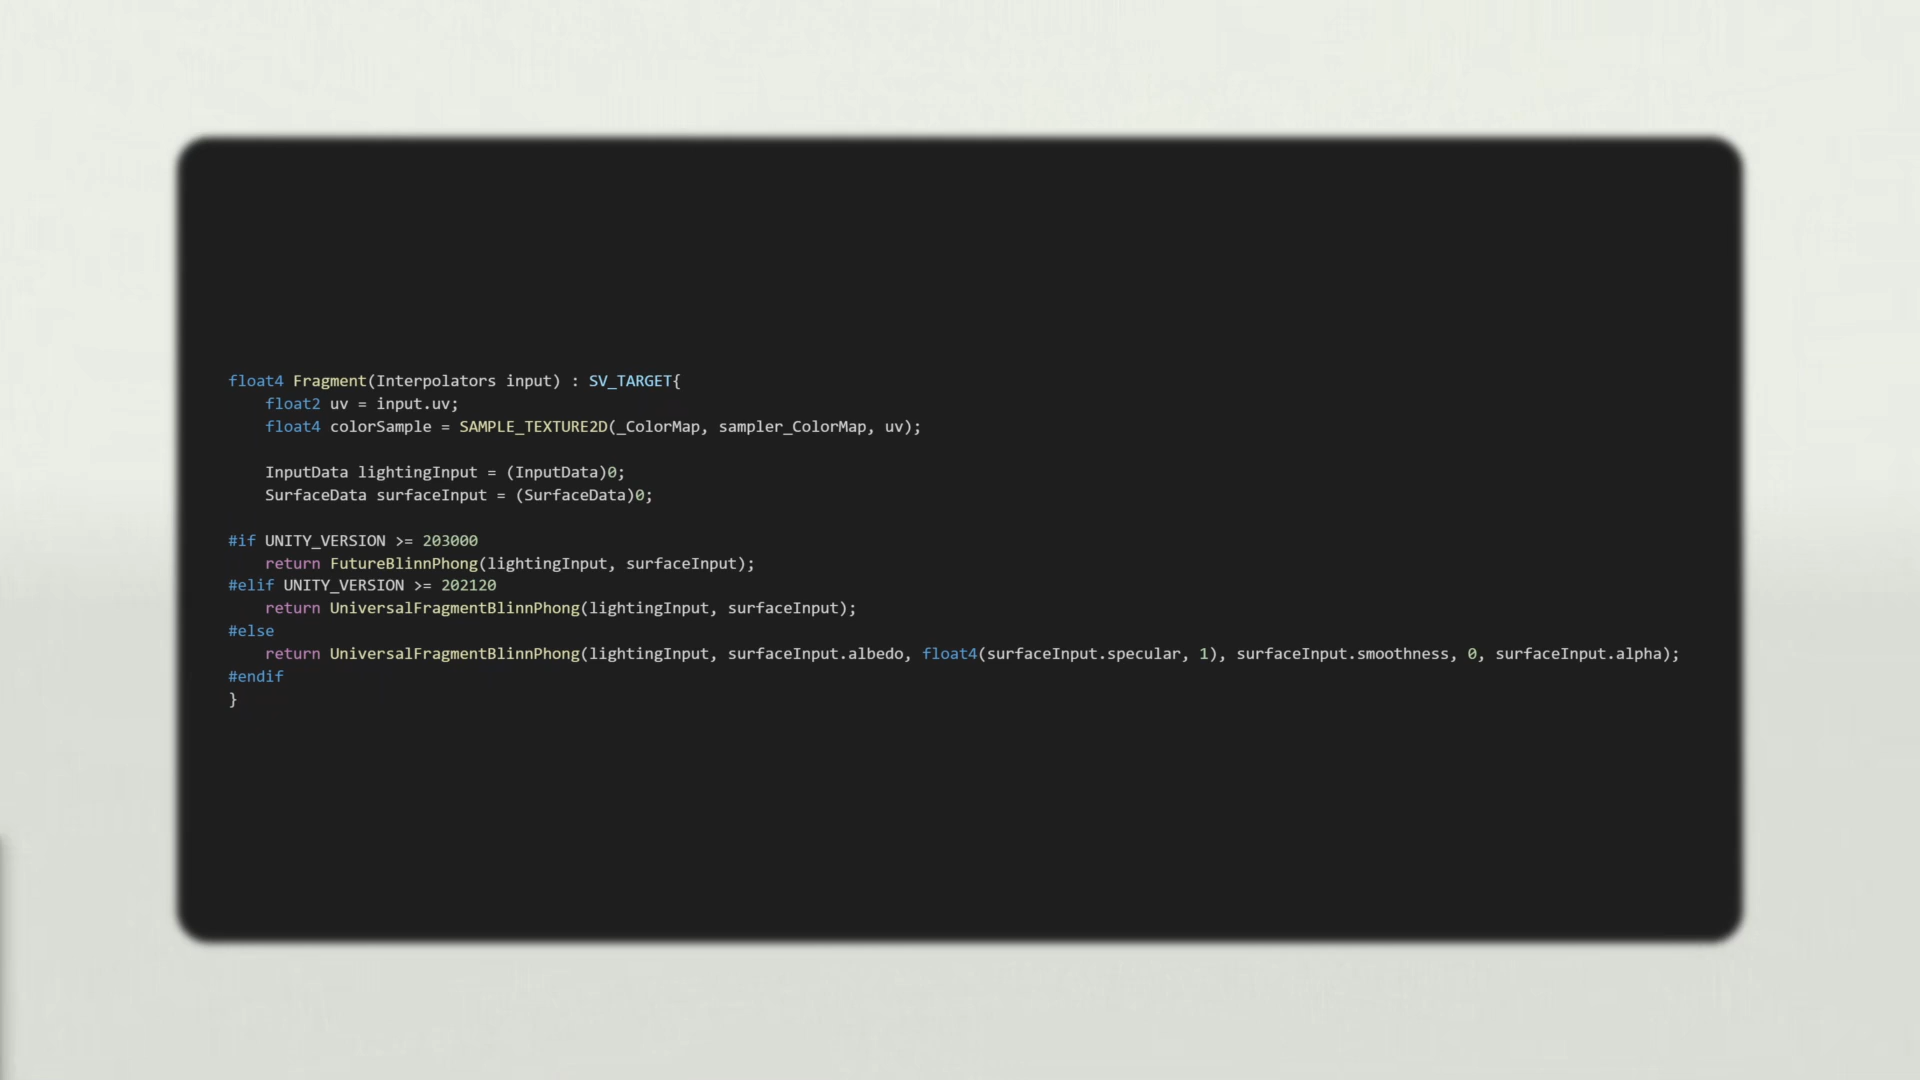 float4 Fragment(Interpolators input) : SV_TARGET{
    float2 uv = input.uv;
    float4 colorSample = SAMPLE_TEXTURE2D(_ColorMap, sampler_ColorMap, uv);
    InputData lightingInput = (InputData)0;
    SurfaceData surfaceInput = (SurfaceData)0;
#if UNITY_VERSION >= 203000
    return FutureBlinnPhong(lightingInput, surfaceInput);
#elif UNITY_VERSION >= 202120
    return UniversalFragmentBlinnPhong(lightingInput, surfaceInput);
#else
    return UniversalFragmentBlinnPhong(lightingInput, surfaceInput.albedo, float4(surfaceInput.specular, 1), surfaceInput.smoothness, 0, surfaceInput.alpha);
#endif
}